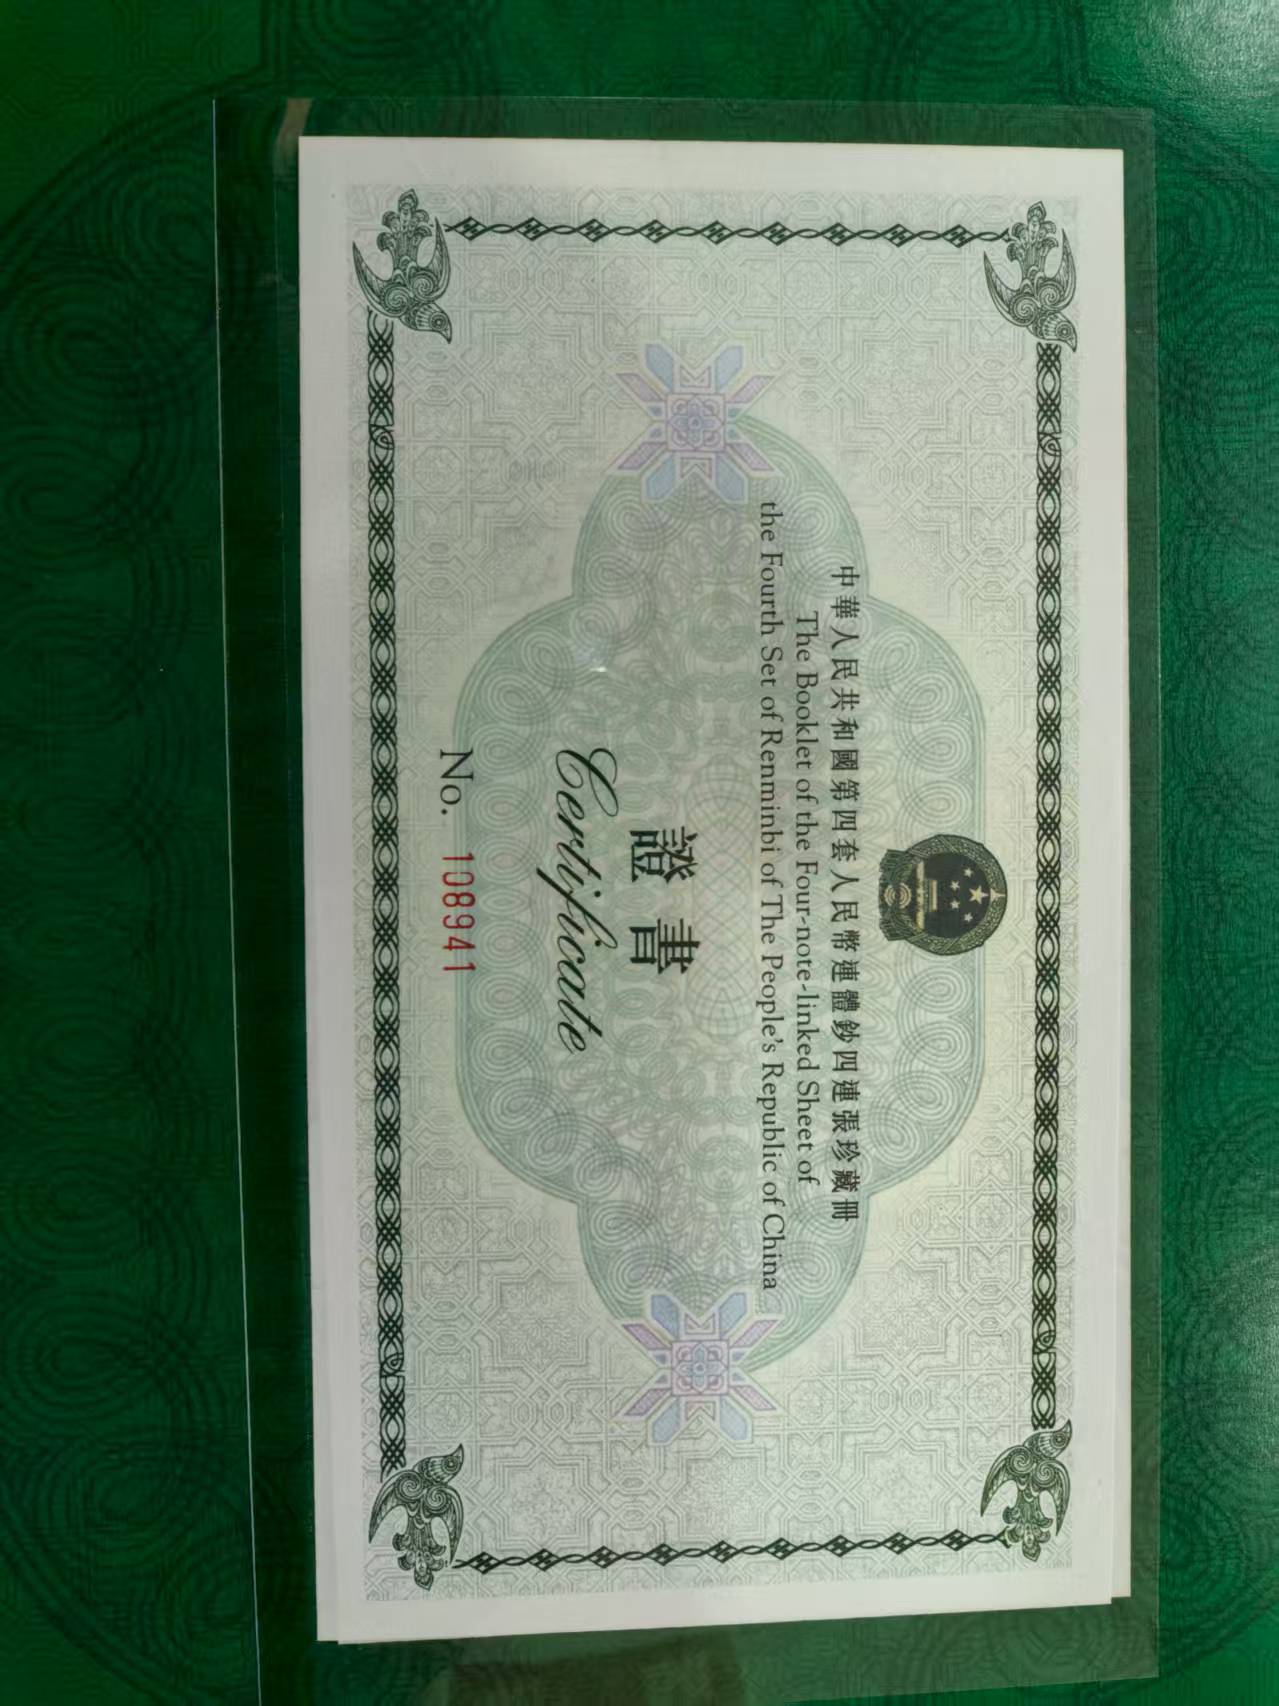 中華人民共和國第四套人民幣連體鈔四連張珍藏冊
The Booklet of the Four-note-linked Sheet of
the Fourth Set of Renminbi of The People's Republic of China
證書
Certificate
No. 108941